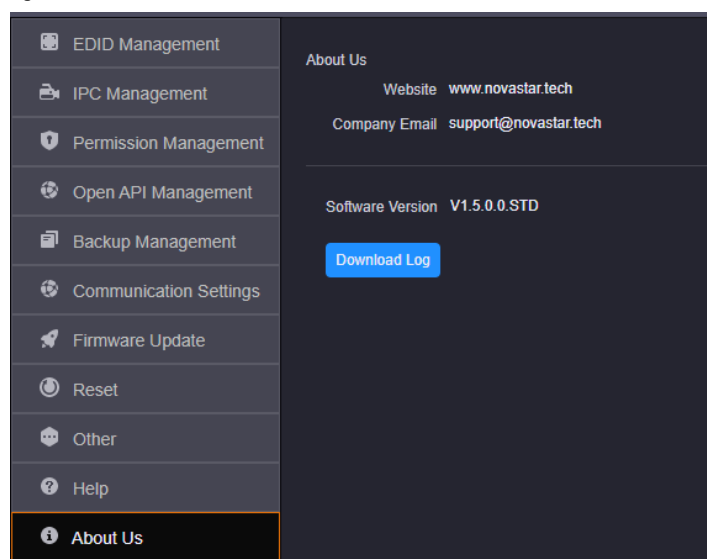 EDID Management
IPC Management
Permission Management
Open API Management
Backup Management
Communication Settings
Firmware Update
Reset
Other
Help
About Us
About Us
Website www.novastar.tech
Company Email support@novastar.tech
Software Version V1.5.0.0.STD
Download Log